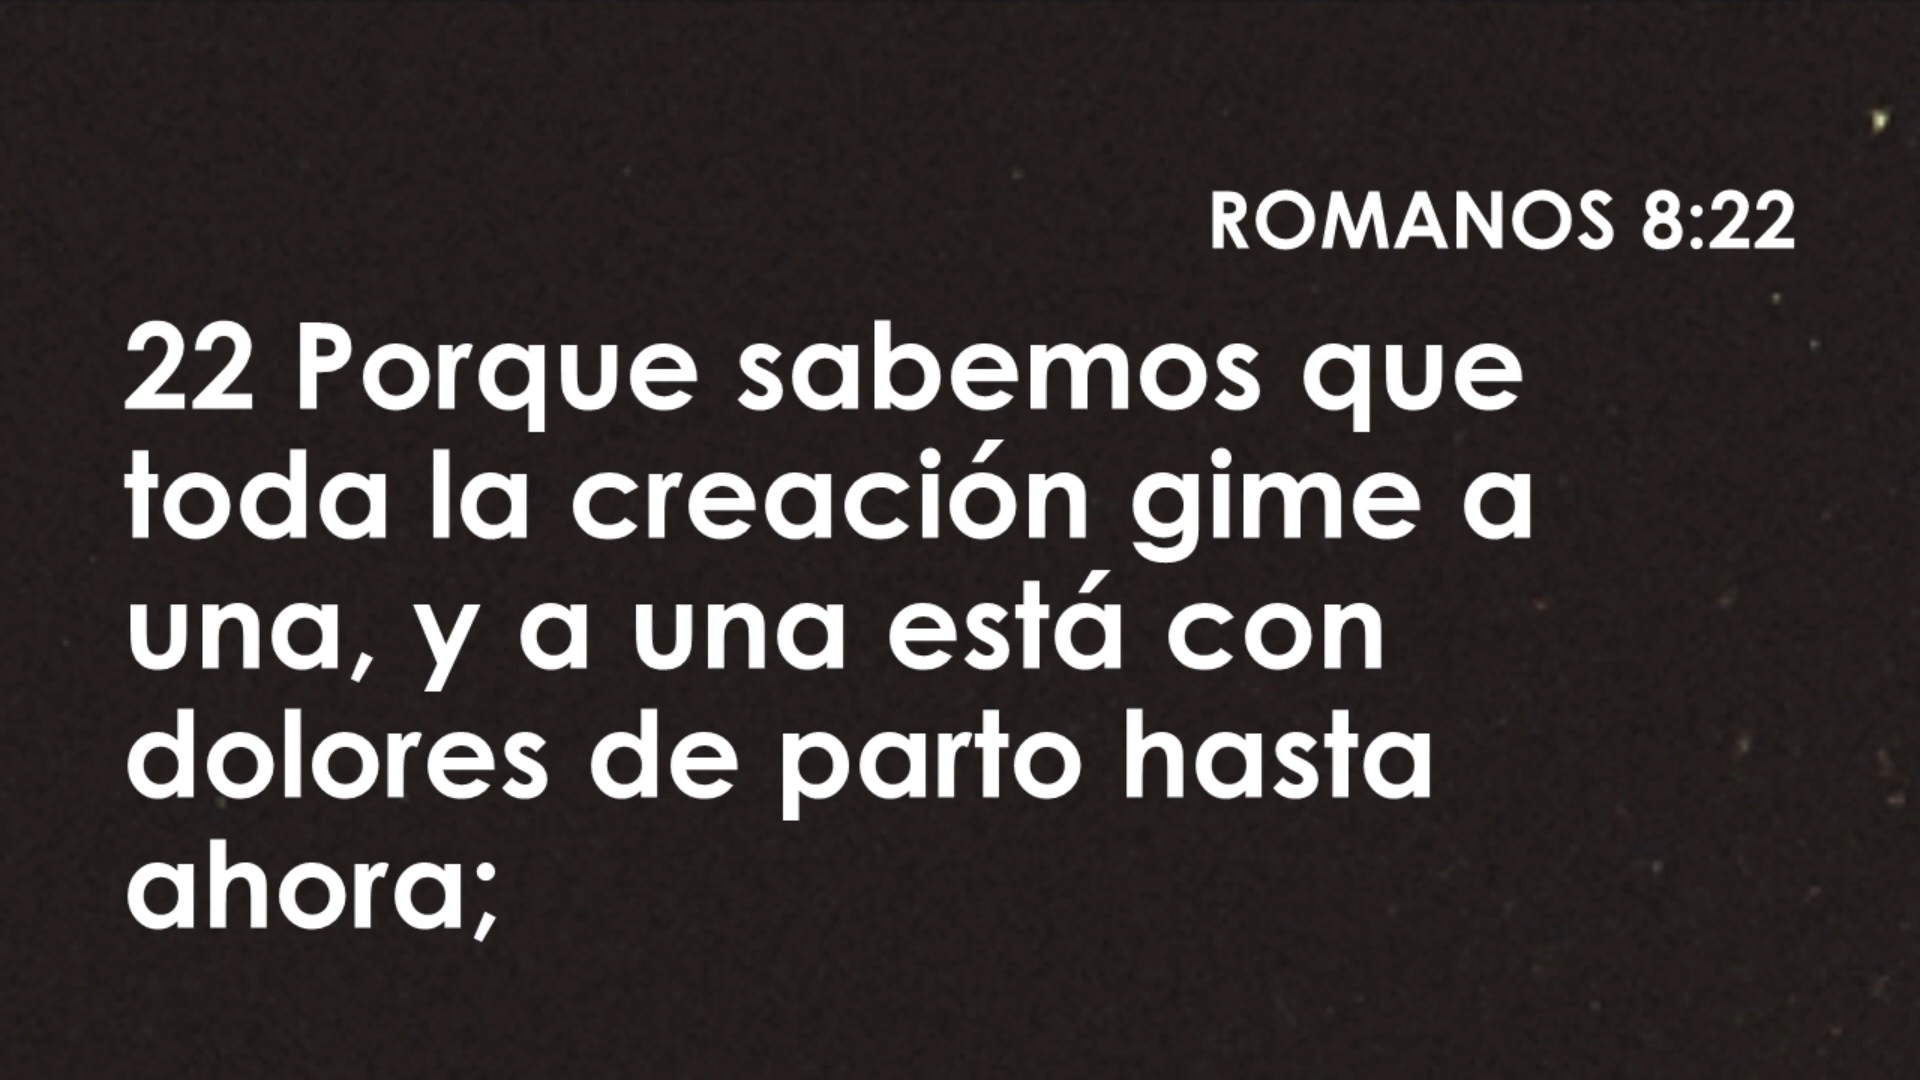 ROMANOS 8:22
22 Porque sabemos que
toda la creación gime a
una, y a una está con
dolores de parto hasta
ahora;